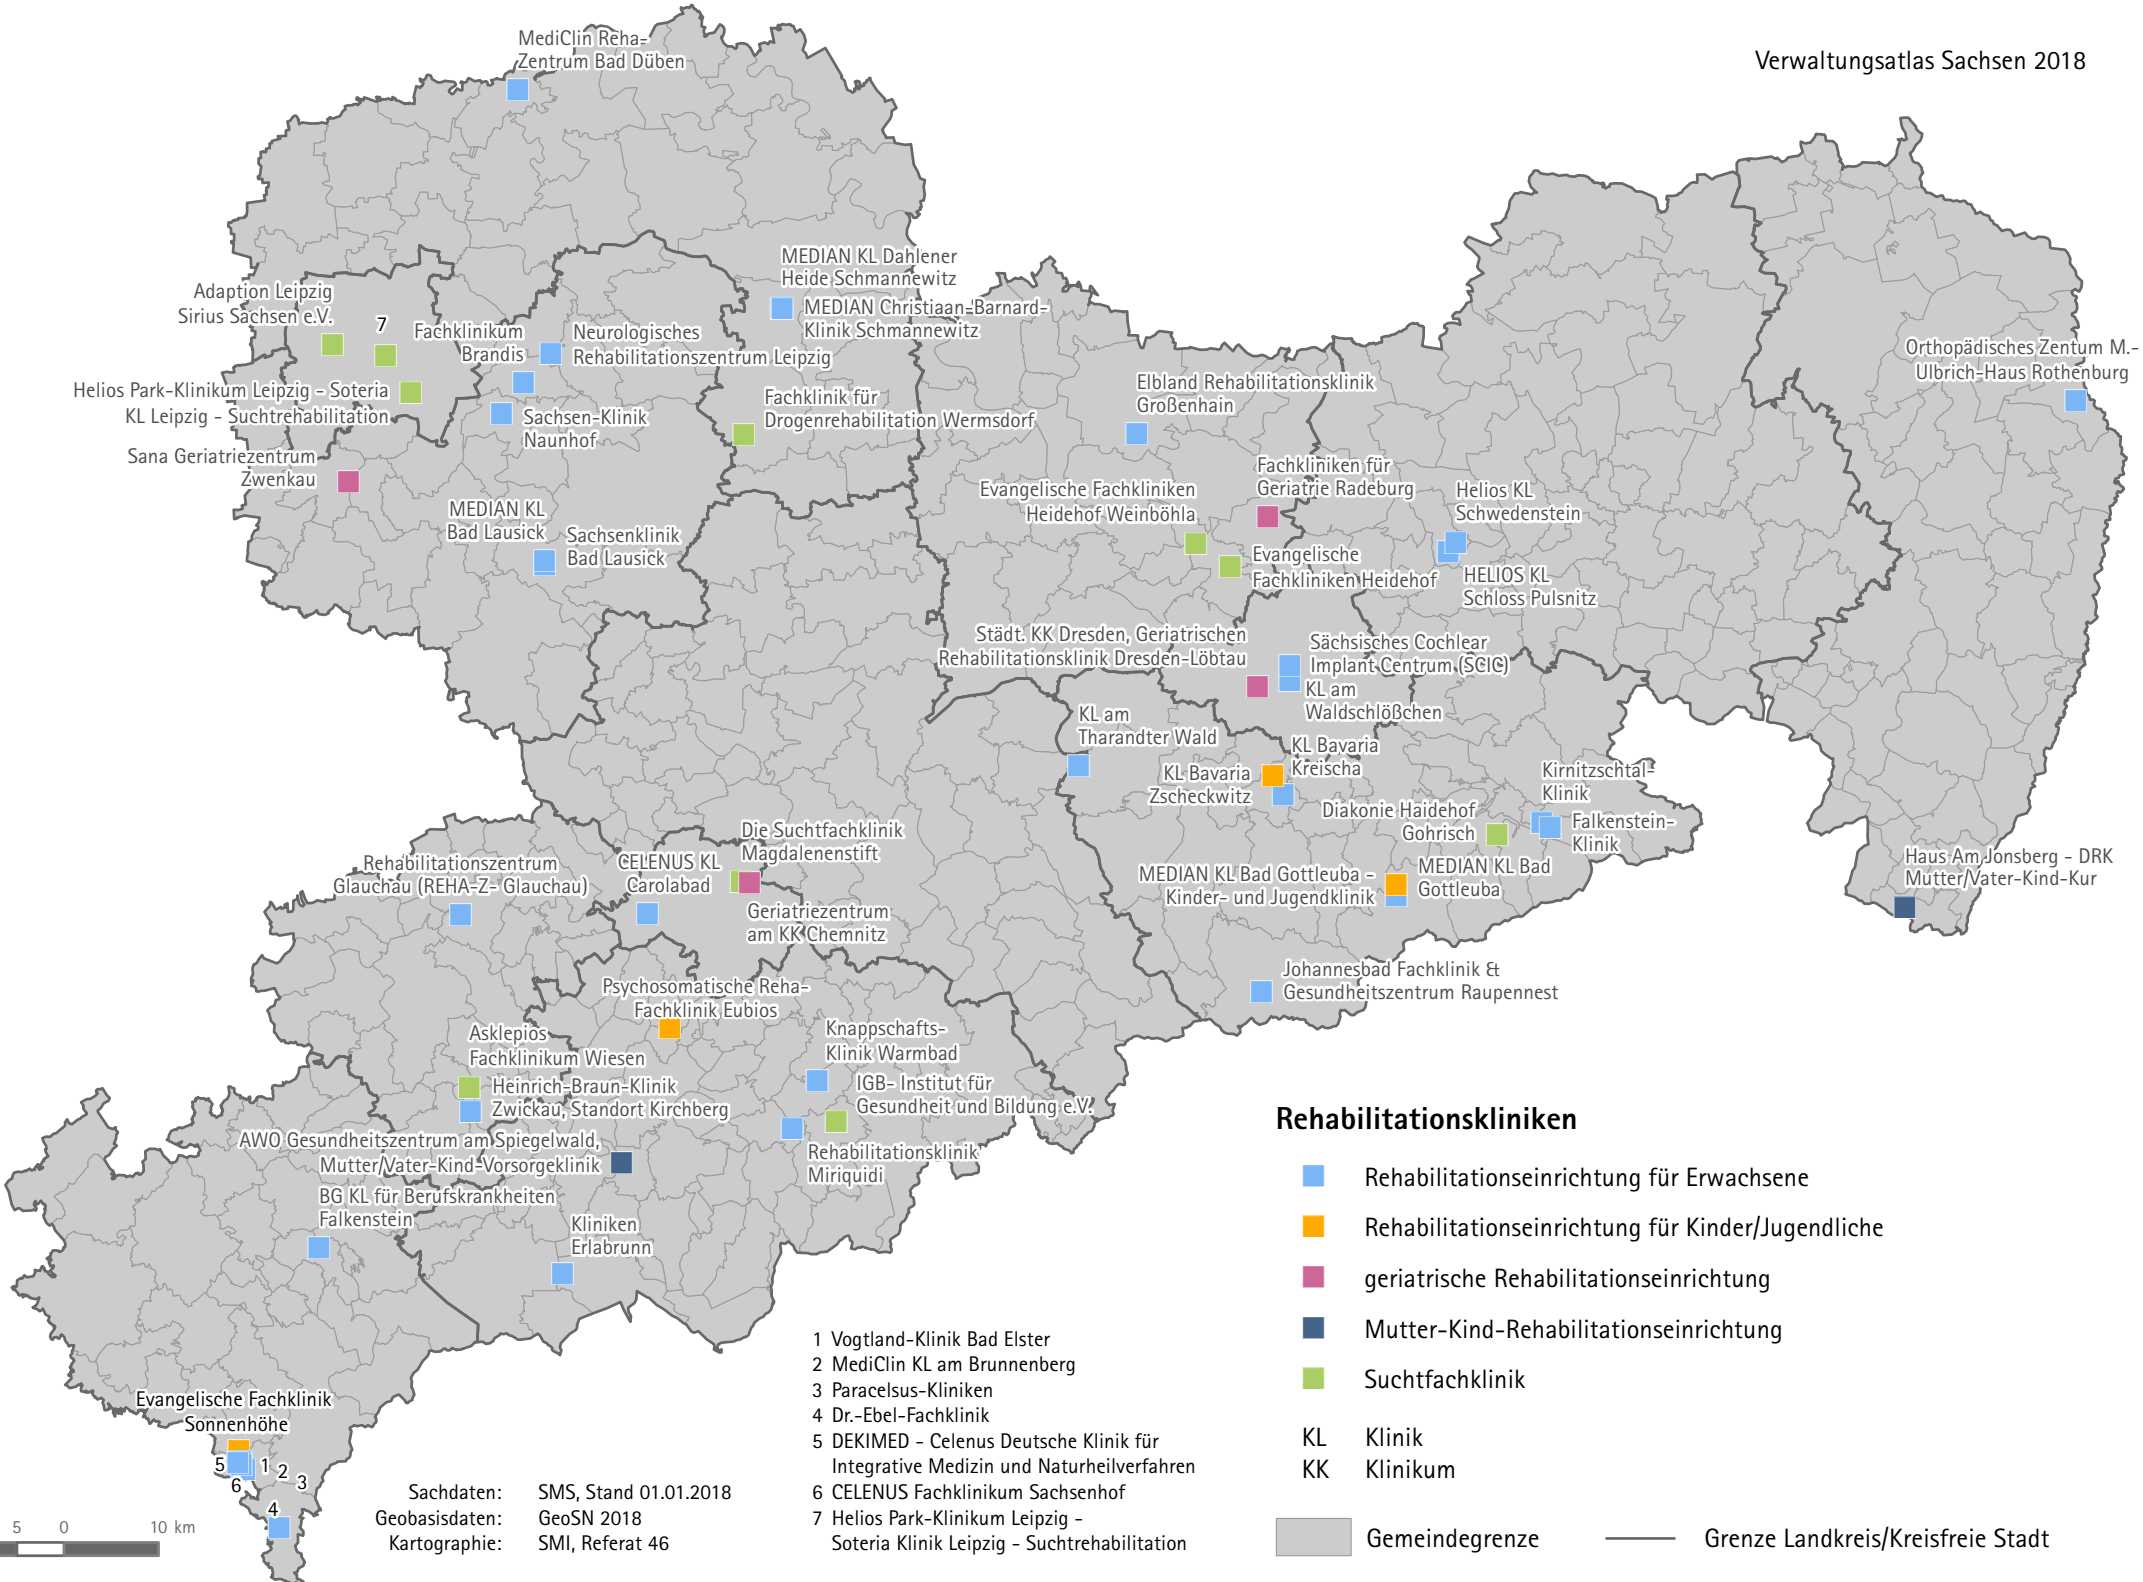 Verwaltungsatlas Sachsen 2018
MediClin Reha-
Zentrum Bad Düben
MEDIAN KL Dahlener
Heide Schmannewitz
MEDIAN Christiaan-Barnard-
Klinik Schmannewitz
Adaption Leipzig
Sirius Sachsen e.V.
7
Fachklinikum
Brandis
Neurologisches
Rehabilitationszentrum Leipzig
Helios Park-Klinikum Leipzig - Soteria
KL Leipzig - Suchtrehabilitation
Sachsen-Klinik
Naunhof
Fachklinik für
Drogenrehabilitation Wermsdorf
Sana Geriatriezentrum
Zwenkau
MEDIAN KL
Bad Lausick
Sachsenklinik
Bad Lausick
Orthopädisches Zentum M.-
Ulbrich-Haus Rothenburg
Elbland Rehabilitationsklinik
Großenhain
Fachkliniken für
Geriatrie Radeburg
Evangelische Fachkliniken
Heidehof Weinböhla
Helios KL
Schwedenstein
Evangelische
Fachkliniken Heidehof
HELIOS KL
Schloss Pulsnitz
Städt. KK Dresden, Geriatrischen
Rehabilitationsklinik Dresden-Löbtau
Sächsisches Cochlear
Implant Centrum (SCIC)
KL am
Waldschlößchen
KL am
Tharandter Wald
KL Bavaria
Kreischa
KL Bavaria
Zscheckwitz
Kirnitzschtal-
Klinik
Diakonie Haidehof
Gohrisch
Falkenstein-
Klinik
MEDIAN KL Bad Gottleuba -
Kinder- und Jugendklinik
MEDIAN KL Bad
Gottleuba
Haus Am Jonsberg - DRK
Mutter/Vater-Kind-Kur
Johannesbad Fachklinik &
Gesundheitszentrum Raupennest
Die Suchtfachklinik
Magdalenenstift
CELENUS KL
Carolabad
Rehabilitationszentrum
Glauchau (REHA-Z- Glauchau)
Geriatriezentrum
am KK Chemnitz
Psychosomatische Reha-
Fachklinik Eubios
Asklepios
Fachklinikum Wiesen
Knappschafts-
Klinik Warmbad
Heinrich-Braun-Klinik
Zwickau, Standort Kirchberg
IGB- Institut für
Gesundheit und Bildung e.V.
AWO Gesundheitszentrum am Spiegelwald,
Mutter/Vater-Kind-Vorsorgeklinik
Rehabilitationsklinik
Miriquidi
BG KL für Berufskrankheiten
Falkenstein
Kliniken
Erlabrunn
Evangelische Fachklinik
Sonnenhöhe
5
1
2
3
6
4
5 0 10 km
Sachdaten: SMS, Stand 01.01.2018
Geobasisdaten: GeoSN 2018
Kartographie: SMI, Referat 46
1 Vogtland-Klinik Bad Elster
2 MediClin KL am Brunnenberg
3 Paracelsus-Kliniken
4 Dr.-Ebel-Fachklinik
5 DEKIMED - Celenus Deutsche Klinik für
Integrative Medizin und Naturheilverfahren
6 CELENUS Fachklinikum Sachsenhof
7 Helios Park-Klinikum Leipzig -
Soteria Klinik Leipzig - Suchtrehabilitation
Rehabilitationskliniken
Rehabilitationseinrichtung für Erwachsene
Rehabilitationseinrichtung für Kinder/Jugendliche
geriatrische Rehabilitationseinrichtung
Mutter-Kind-Rehabilitationseinrichtung
Suchtfachklinik
KL Klinik
KK Klinikum
Gemeindegrenze
Grenze Landkreis/Kreisfreie Stadt